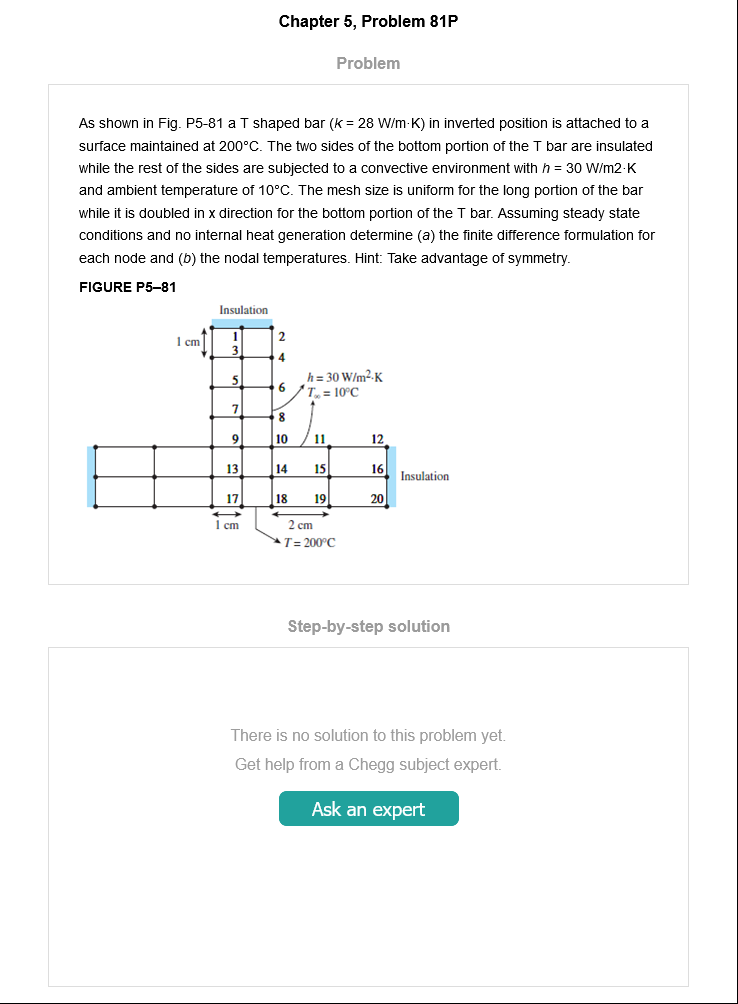 Chapter 5, Problem 81P
Problem
As shown in Fig. P5-81 a T shaped bar (k = 28 W/m·K) in inverted position is attached to a
surface maintained at 200°C. The two sides of the bottom portion of the T bar are insulated
while the rest of the sides are subjected to a convective environment with h = 30 W/m2·K
and ambient temperature of 10°C. The mesh size is uniform for the long portion of the bar
while it is doubled in x direction for the bottom portion of the T bar. Assuming steady state
conditions and no internal heat generation determine (a) the finite difference formulation for
each node and (b) the nodal temperatures. Hint: Take advantage of symmetry.
FIGURE P5–81
Insulation
1 cm
1 2
3 4
5 6
h = 30 W/m²·K
T∞ = 10°C
7 8
9 10 11 12
13 14 15 16
Insulation
17 18 19 20
1 cm 2 cm
T = 200°C
Step-by-step solution
There is no solution to this problem yet.
Get help from a Chegg subject expert.
Ask an expert